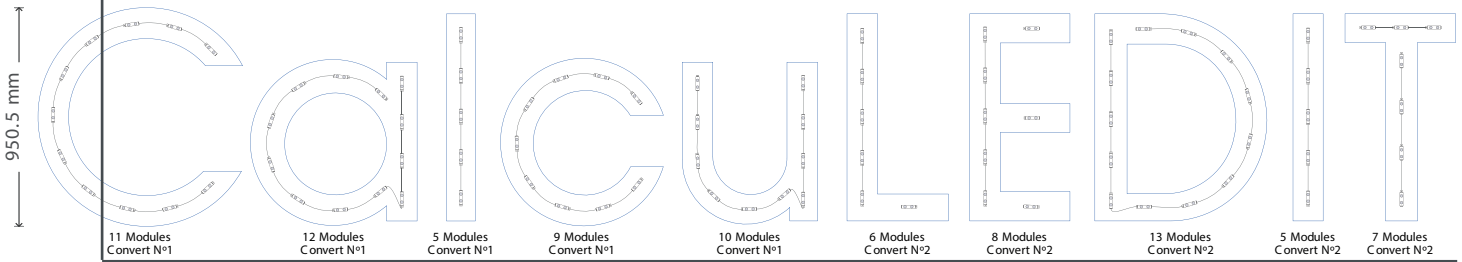 CalcuLEDIT
950.5 mm
11 Modules
Convert Nº1
12 Modules
Convert Nº1
5 Modules
Convert Nº1
9 Modules
Convert Nº1
10 Modules
Convert Nº1
6 Modules
Convert Nº2
8 Modules
Convert Nº2
13 Modules
Convert Nº2
5 Modules
Convert Nº2
7 Modules
Convert Nº2